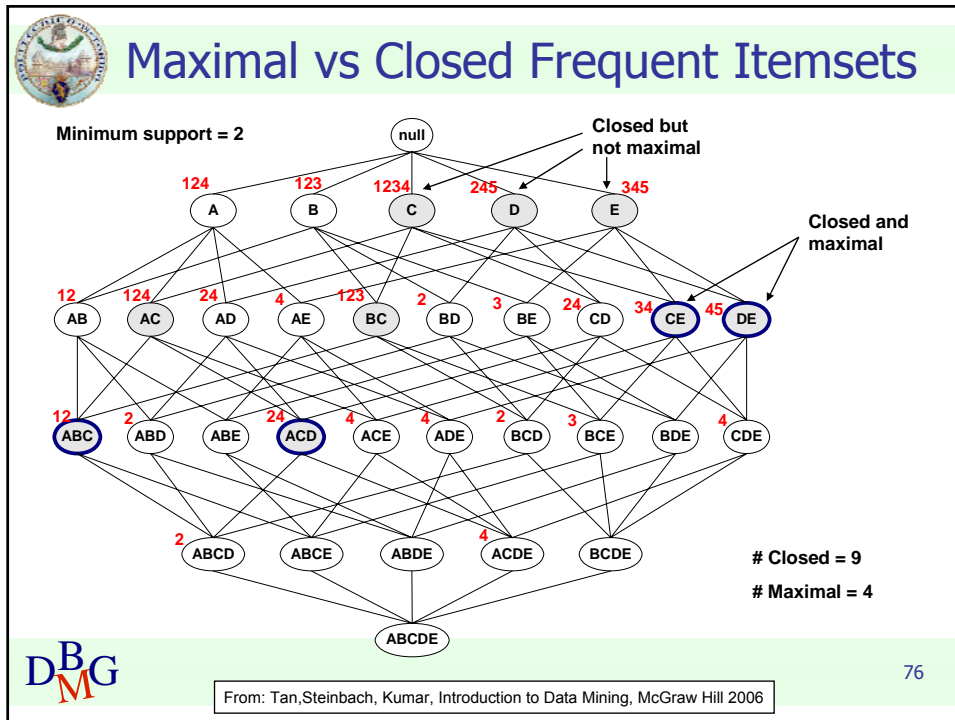 Maximal vs Closed Frequent Itemsets
Minimum support = 2
null
Closed but
not maximal
124
123
1234
245
345
A
B
C
D
E
Closed and
maximal
12
124
24
4
123
2
3
24
34
45
AB
AC
AD
AE
BC
BD
BE
CD
CE
DE
12
2
24
4
4
2
3
4
ABC
ABD
ABE
ACD
ACE
ADE
BCD
BCE
BDE
CDE
2
4
ABCD
ABCE
ABDE
ACDE
BCDE
# Closed = 9
# Maximal = 4
ABCDE
DBMG
76
From: Tan,Steinbach, Kumar, Introduction to Data Mining, McGraw Hill 2006